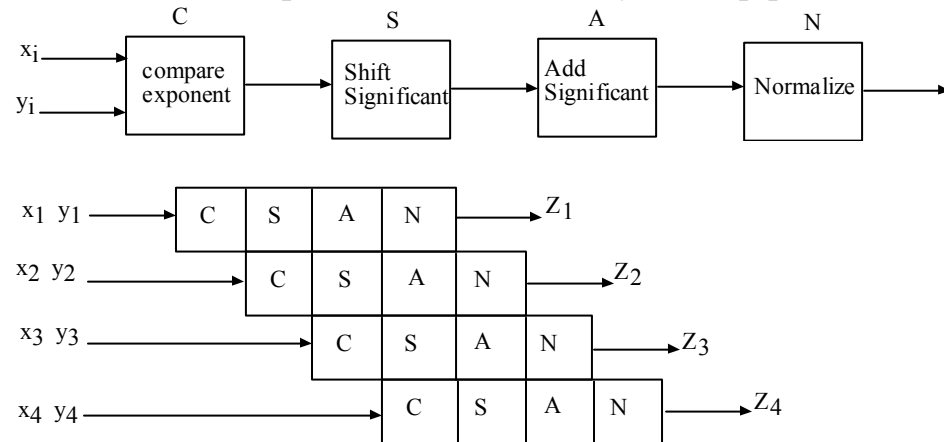 C S A N
xi yi compare exponent Shift Significant Add Significant Normalize
x1 y1 C S A N Z1
x2 y2 C S A N Z2
x3 y3 C S A N Z3
x4 y4 C S A N Z4